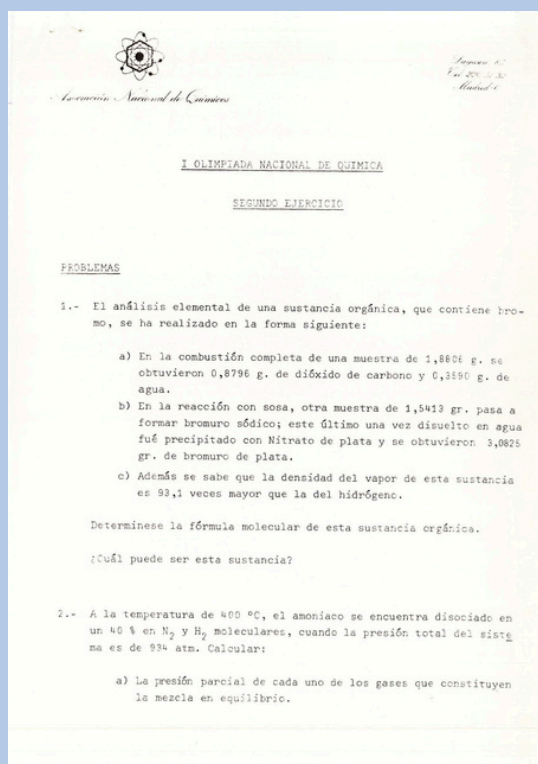 Asociación Nacional de Químicos
Madrid-6
I OLIMPIADA NACIONAL DE QUIMICA
SEGUNDO EJERCICIO
PROBLEMAS
1.- El análisis elemental de una sustancia orgánica, que contiene bro-
mo, se ha realizado en la forma siguiente:
a) En la combustión completa de una muestra de 1,8806 g. se
obtuvieron 0,8796 g. de dióxido de carbono y 0,3590 g. de
agua.
b) En la reacción con sosa, otra muestra de 1,5413 gr. pasa a
formar bromuro sódico; este último una vez disuelto en agua
fué precipitado con Nitrato de plata y se obtuvieron 3,0825
gr. de bromuro de plata.
c) Además se sabe que la densidad del vapor de esta sustancia
es 93,1 veces mayor que la del hidrógeno.
Determínese la fórmula molecular de esta sustancia orgánica.
¿Cuál puede ser esta sustancia?
2.- A la temperatura de 400 ºC, el amoniaco se encuentra disociado en
un 40 % en N2 y H2 moleculares, cuando la presión total del siste
ma es de 934 atm. Calcular:
a) La presión parcial de cada uno de los gases que constituyen
la mezcla en equilibrio.